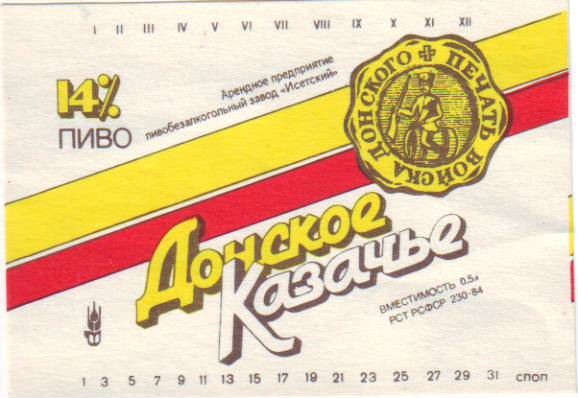 I II III IV V VI VII VIII IX X XI XII
14%
ПИВО
Арендное предприятие
пивобезалкогольный завод «Исетский»
ПЕЧАТЬ ВОЙСКА ДОНСКОГО
Донское
Казачье
ВМЕСТИМОСТЬ 0,5л
РСТ РСФСР 230-84
1 3 5 7 9 11 13 15 17 19 21 23 25 27 29 31 СПОП